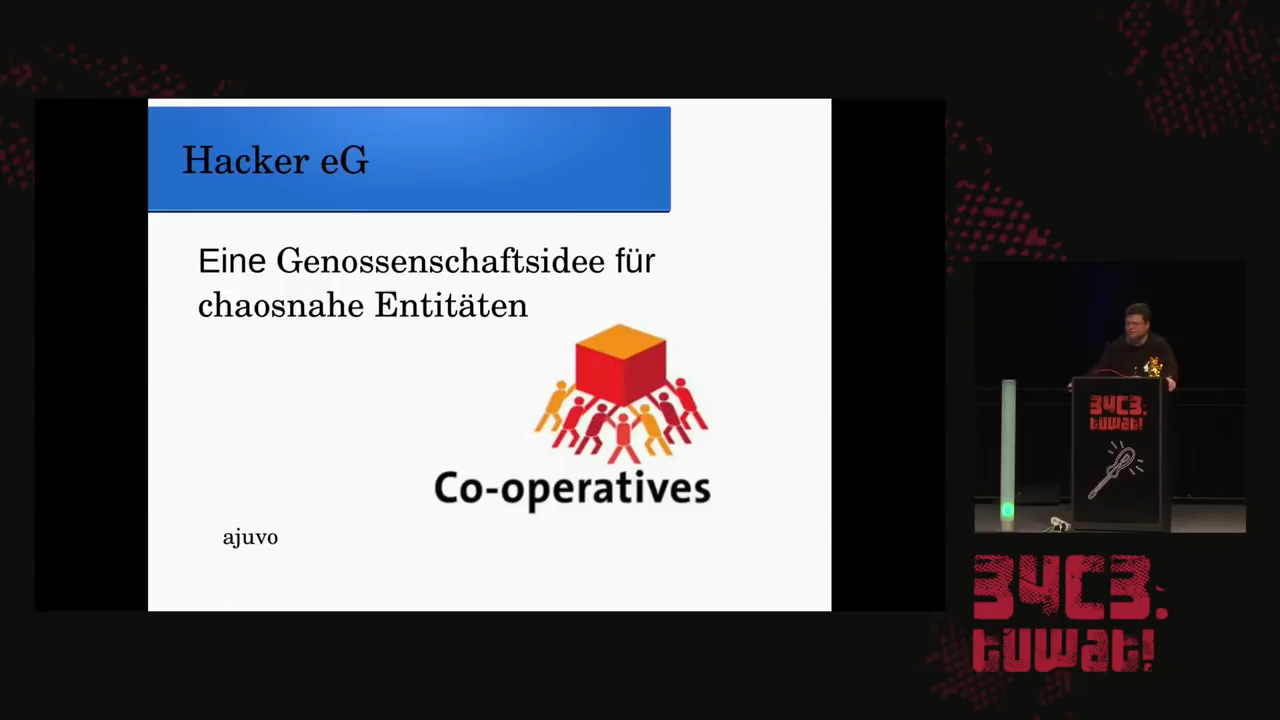 Hacker eG
Eine Genossenschaftsidee für
chaosnahe Entitäten
Co-operatives
ajuvo
34C3.
tuwat!
34C3.
tuwat!